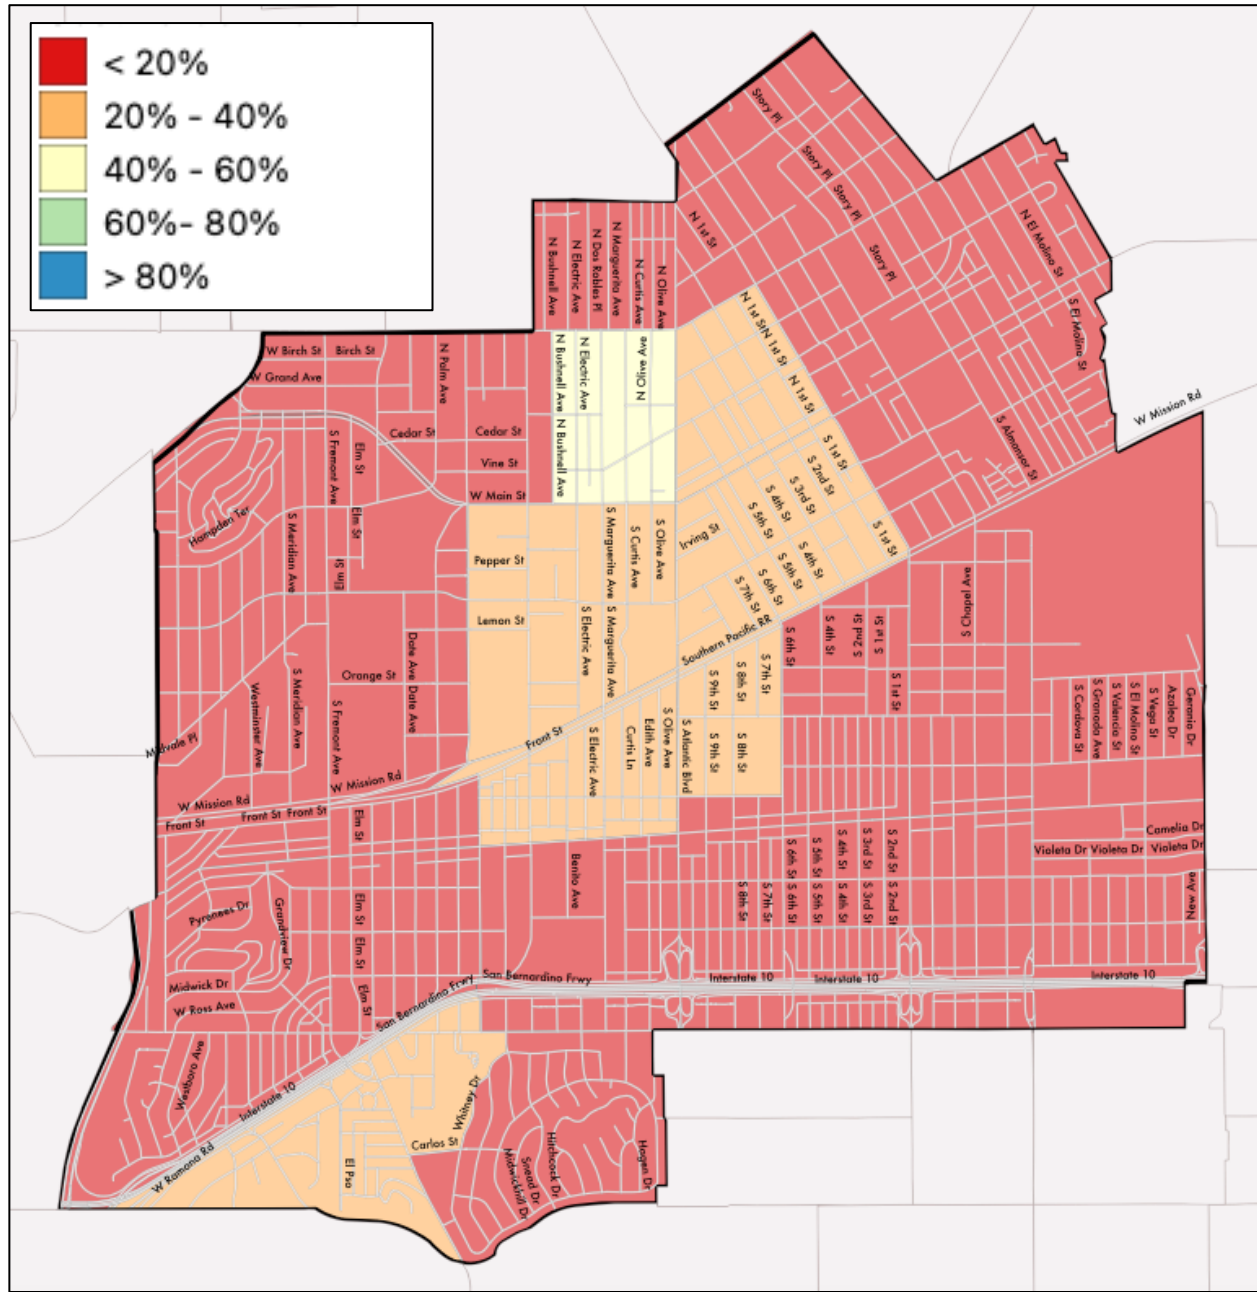 < 20%
20% - 40%
40% - 60%
60%- 80%
> 80%
Story Pl
Story Pl
Story Pl
Story Pl
N 1st St
N El Molino St
S El Molino St
N Bushnell Ave
N Electric Ave
N Dos Robles Pl
N Marguerita Ave
N Curtis Ave
N Olive Ave
N 1st St
N 1st St
N 1st St
W Birch St
Birch St
W Grand Ave
N Palm Ave
N Bushnell Ave
N Electric Ave
N Olive Ave
N Bushnell Ave
W Mission Rd
Cedar St
Cedar St
S Fremont Ave
Elm St
Vine St
W Main St
S 1st St
S 2nd St
S 3rd St
S 4th St
S 5th St
S Almansor St
Hampden Ter
S Meridian Ave
Elm St
Elm St
S Marguerita Ave
S Curtis Ave
S Olive Ave
Irving St
S 1st St
Pepper St
S 4th St
S 5th St
S 6th St
S 7th St
S Chapel Ave
Lemon St
S Electric Ave
S Marguerita Ave
Southern Pacific RR
S 6th St
S 4th St
S 2nd St
S 1st St
Date Ave
Date Ave
Orange St
S Meridian Ave
Westminster Ave
S Fremont Ave
S 9th St
S 8th St
S 7th St
S 1st St
S Cordova St
S Granada Ave
S Valencia St
S El Molino St
S Vega St
Azalea Dr
Gerania Dr
Midvale Pl
Front St
S Electric Ave
Curtis Ln
Edith Ave
S Olive Ave
S Atlantic Blvd
S 9th St
S 8th St
W Mission Rd
W Mission Rd
Front St
Front St
Front St
Elm St
Camelia Dr
Violeta Dr
Violeta Dr
Violeta Dr
S 6th St
S 5th St
S 4th St
S 3rd St
S 2nd St
Benito Ave
S 8th St
S 7th St
S 6th St
S 5th St
S 4th St
S 3rd St
S 2nd St
New Ave
Pyrenees Dr
Grandview Dr
Elm St
Elm St
Midwick Dr
W Ross Ave
Elm St
San Bernardino Frwy
San Bernardino Frwy
Interstate 10
Interstate 10
Interstate 10
Westboro Ave
Interstate 10
W Ramona Rd
Whitney Dr
Carlos St
El Pso
Midwickhill Dr
Snead Dr
Hitchcock Dr
Hagen Dr